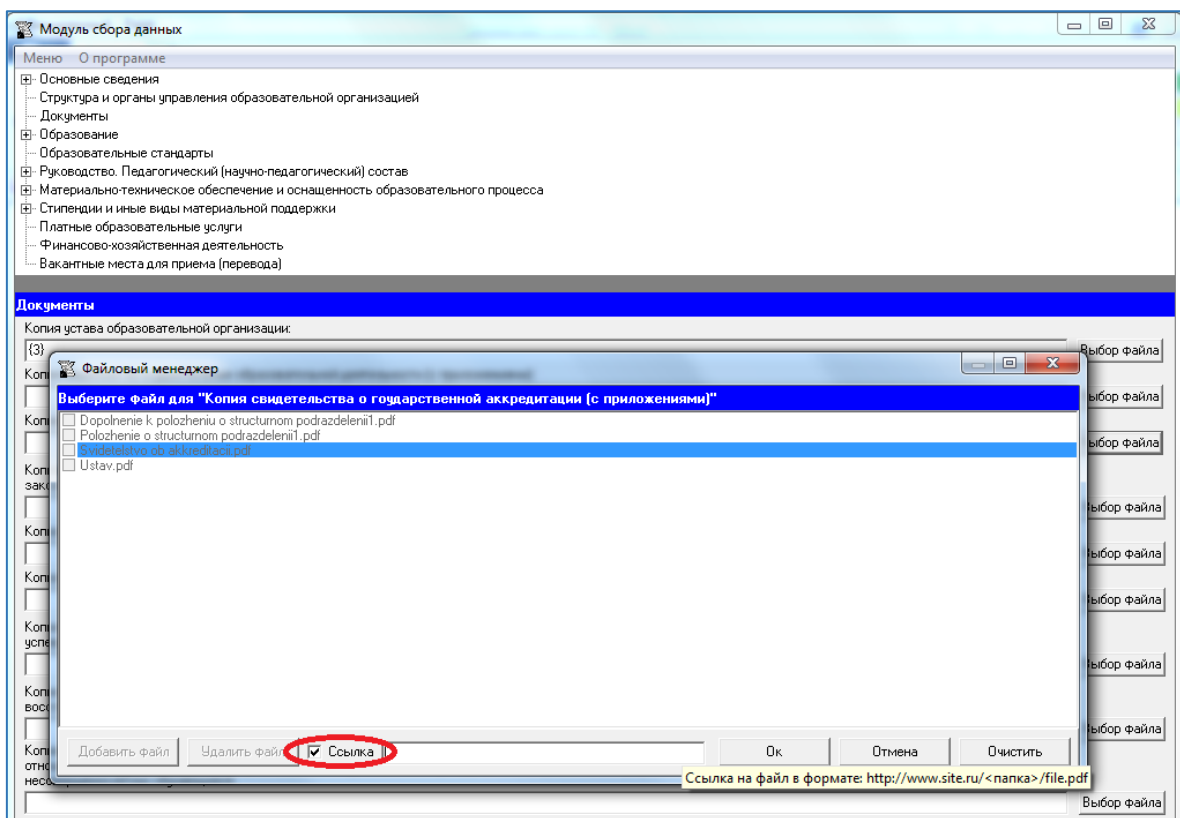 Модуль сбора данных
Меню О программе
Основные сведения
Структура и органы управления образовательной организацией
Документы
Образование
Образовательные стандарты
Руководство. Педагогический (научно-педагогический) состав
Материально-техническое обеспечение и оснащенность образовательного процесса
Стипендии и иные виды материальной поддержки
Платные образовательные услуги
Финансово-хозяйственная деятельность
Вакантные места для приема (перевода)
Документы
Копия устава образовательной организации:
{3} Выбор файла
Файловый менеджер
Выберите файл для "Копия свидетельства о гоударственной аккредитации (с приложениями)"
Dopolnenie k polozheniu o structurnom podrazdelenii1.pdf
Polozhenie o structurnom podrazdelenii1.pdf
Svidetelstvo ob akkreditacii.pdf
Ustav.pdf
Добавить файл Удалить файл Ссылка Ок Отмена Очистить
Ссылка на файл в формате: http://www.site.ru/<папка>/file.pdf
Выбор файла